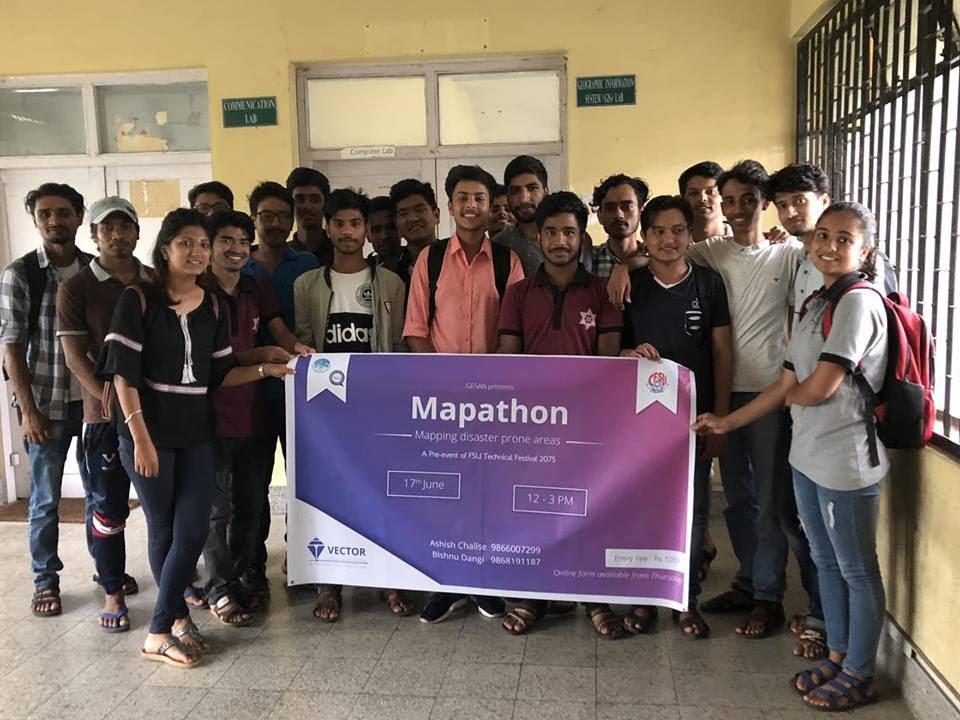 COMMUNICATION
LAB
Computer Lab
GEOGRAPHIC INFORMATION
SYSTEM (GIS) LAB
adidas
GESAN presents
Mapathon
Mapping disaster prone areas
A Pre-event of FSU Technical Festival 2075
17th June
12 - 3 PM
VECTOR
Ashish Chalise 9866007299
Bishnu Dangi 9868191187
Entry Fee : Rs 100
Online form available from Thursday